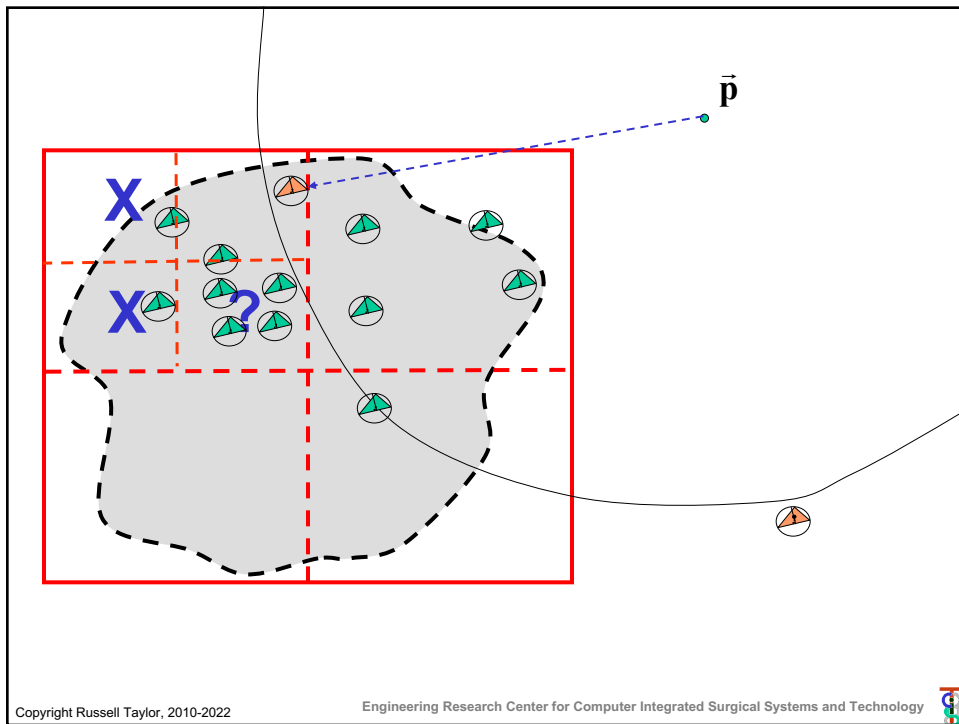 p
X
X
?
Copyright Russell Taylor, 2010-2022
Engineering Research Center for Computer Integrated Surgical Systems and Technology